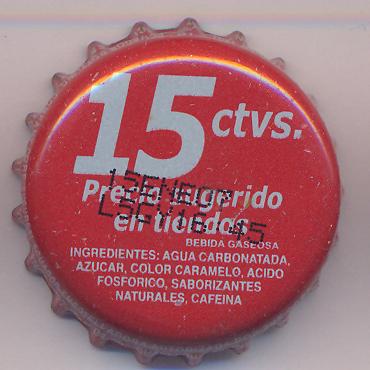 15 ctvs.
Precio sugerido
en tiendas
BEBIDA GASEOSA
INGREDIENTES: AGUA CARBONATADA,
AZUCAR, COLOR CARAMELO, ACIDO
FOSFORICO, SABORIZANTES
NATURALES, CAFEINA